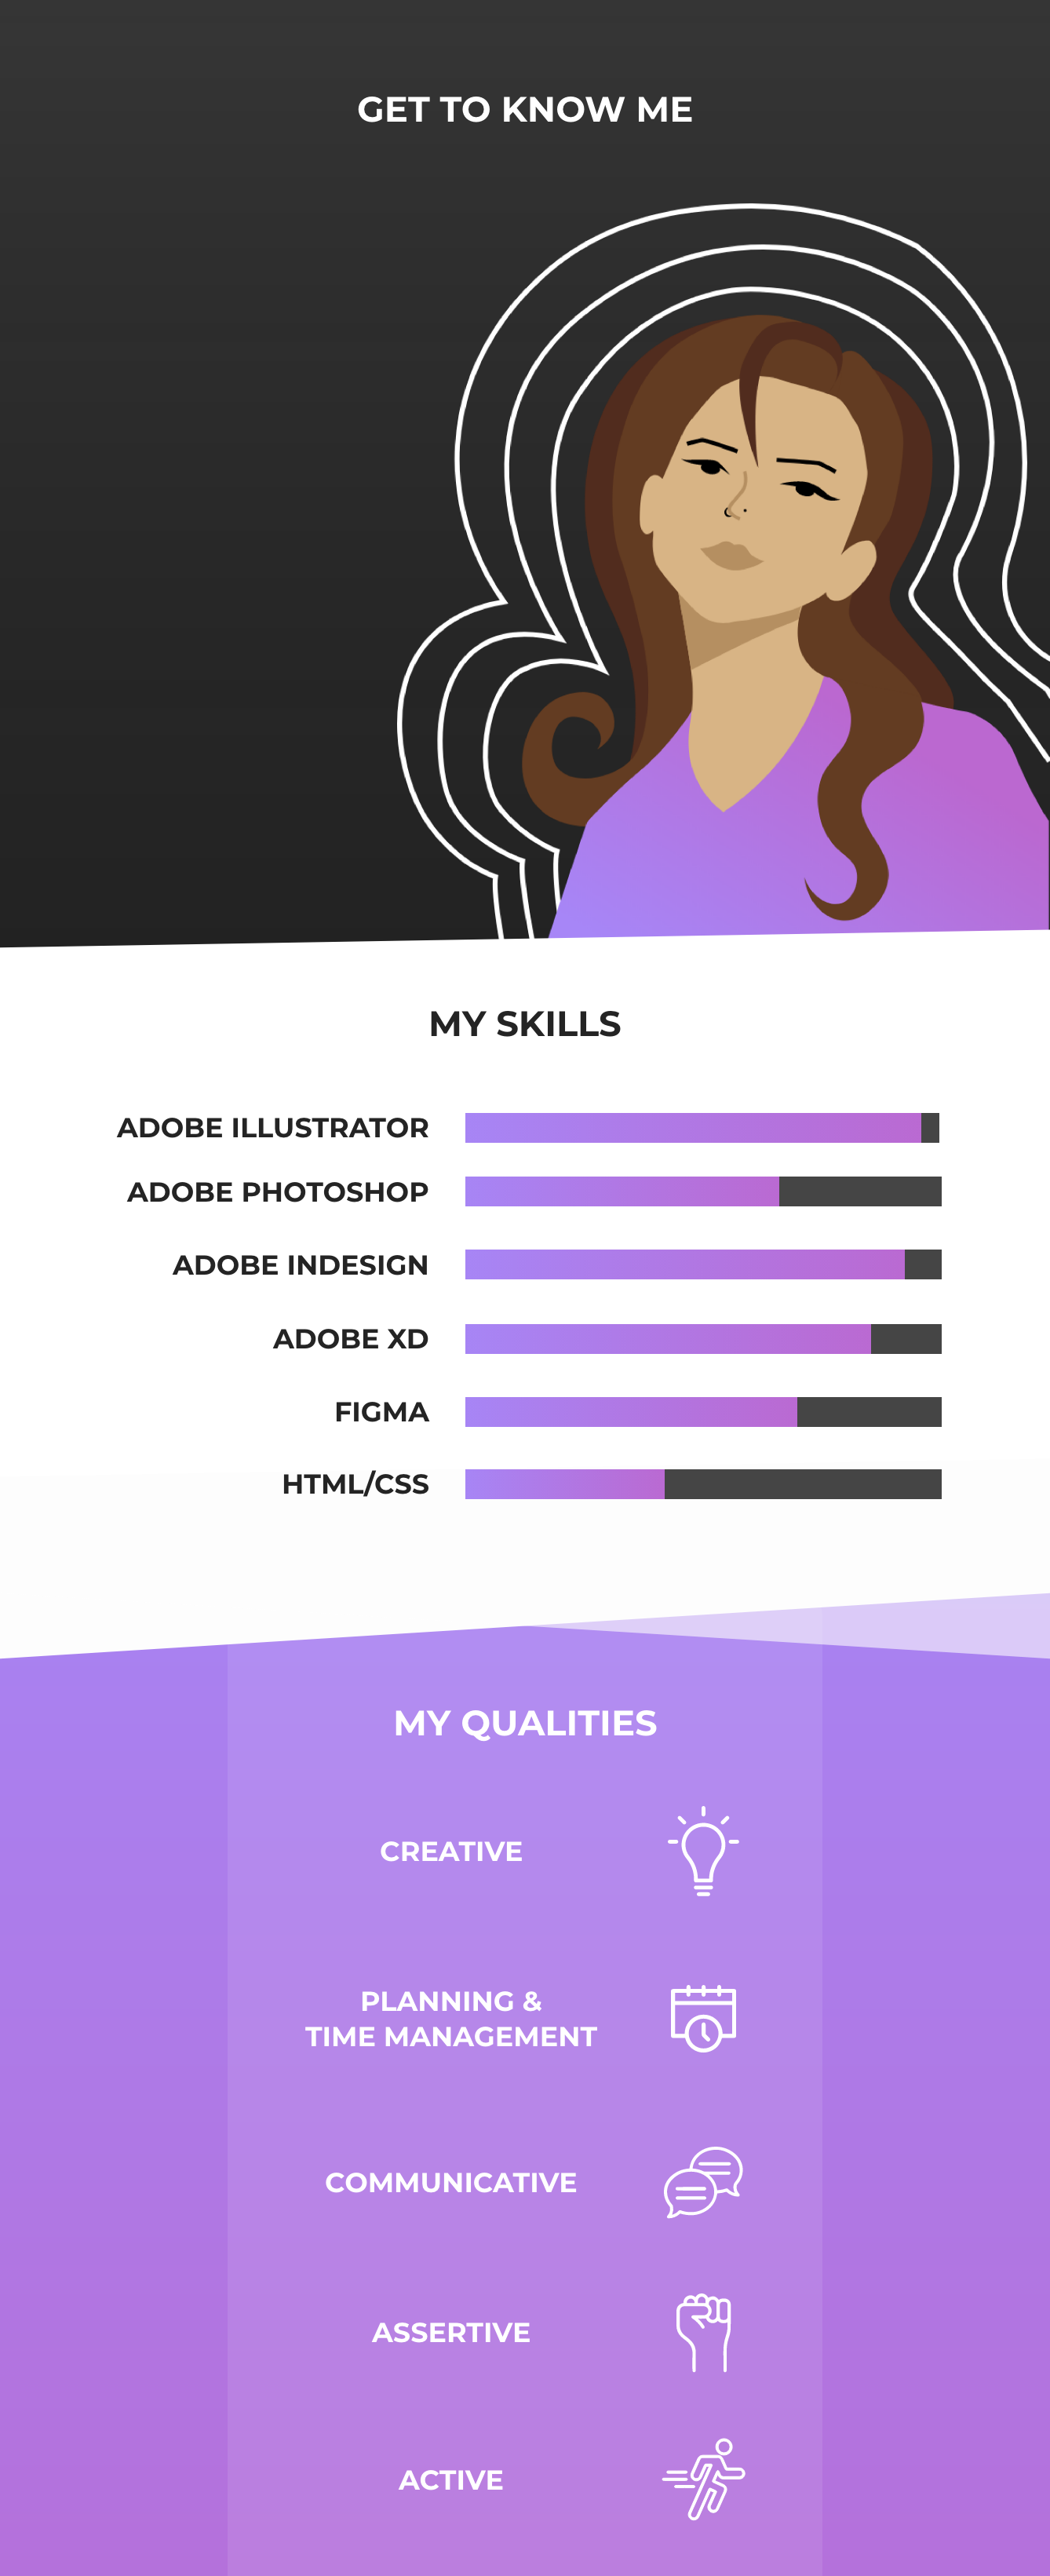 GET TO KNOW ME
MY SKILLS
ADOBE ILLUSTRATOR
ADOBE PHOTOSHOP
ADOBE INDESIGN
ADOBE XD
FIGMA
HTML/CSS
MY QUALITIES
CREATIVE
PLANNING &
TIME MANAGEMENT
COMMUNICATIVE
ASSERTIVE
ACTIVE